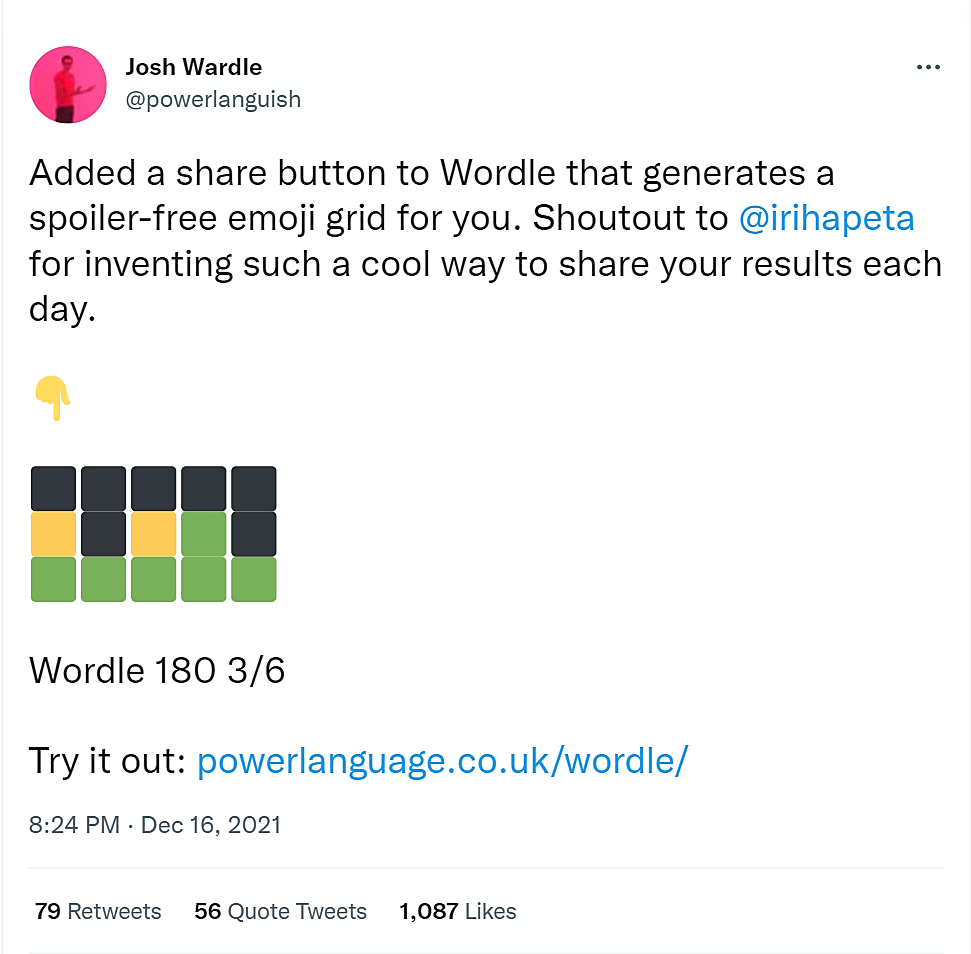 Josh Wardle
@powerlanguish
Added a share button to Wordle that generates a
spoiler-free emoji grid for you. Shoutout to @irihapeta
for inventing such a cool way to share your results each
day.
Wordle 180 3/6
Try it out: powerlanguage.co.uk/wordle/
8:24 PM · Dec 16, 2021
79 Retweets 56 Quote Tweets 1,087 Likes